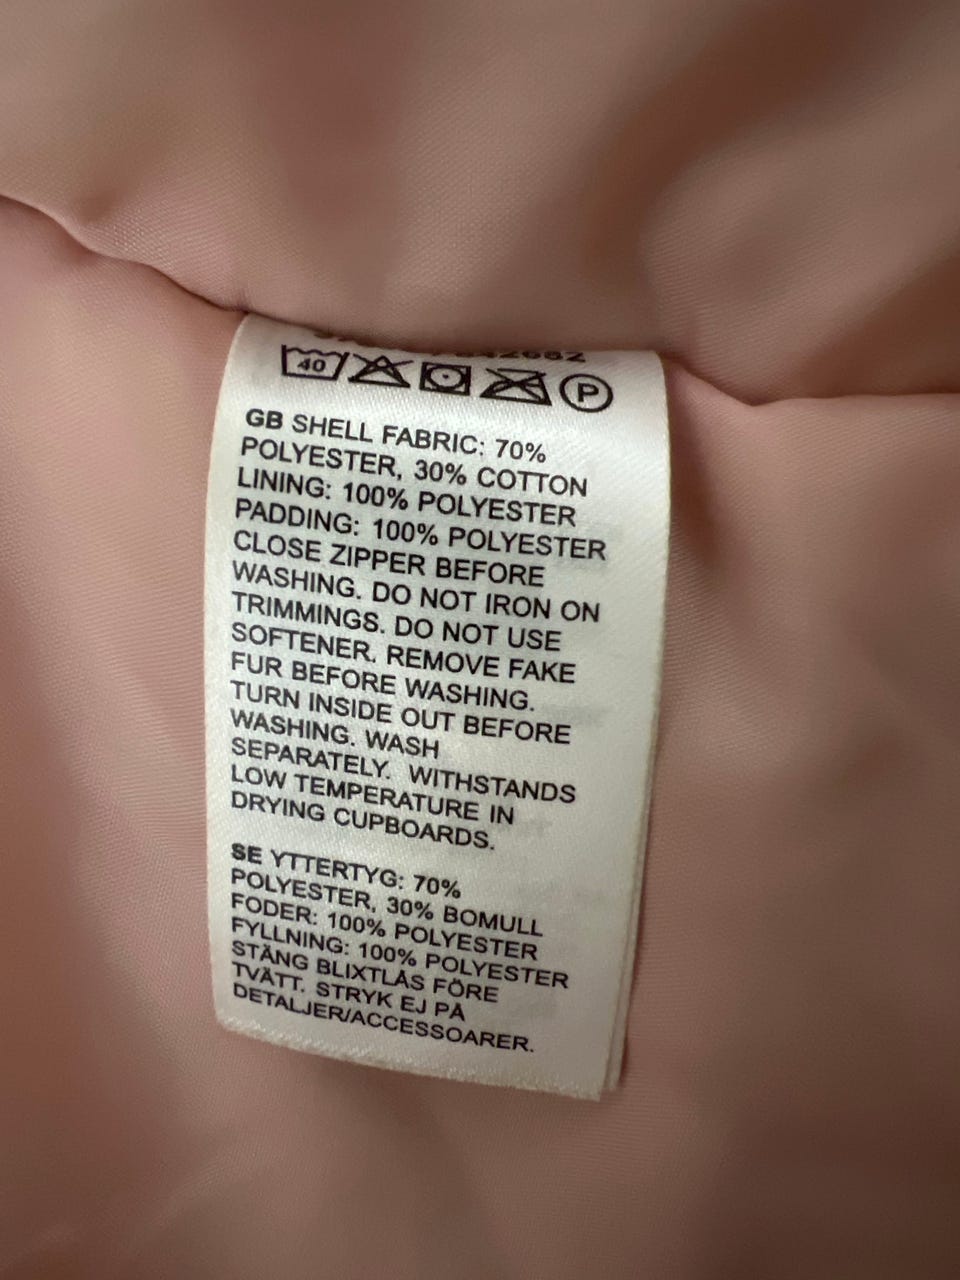 40 P
GB SHELL FABRIC: 70%
POLYESTER, 30% COTTON
LINING: 100% POLYESTER
PADDING: 100% POLYESTER
CLOSE ZIPPER BEFORE
WASHING. DO NOT IRON ON
TRIMMINGS. DO NOT USE
SOFTENER. REMOVE FAKE
FUR BEFORE WASHING.
TURN INSIDE OUT BEFORE
WASHING. WASH
SEPARATELY. WITHSTANDS
LOW TEMPERATURE IN
DRYING CUPBOARDS.
SE YTTERTYG: 70%
POLYESTER, 30% BOMULL
FODER: 100% POLYESTER
FYLLNING: 100% POLYESTER
STÄNG BLIXTLÅS FÖRE
TVÄTT. STRYK EJ PÅ
DETALJER/ACCESSOARER.